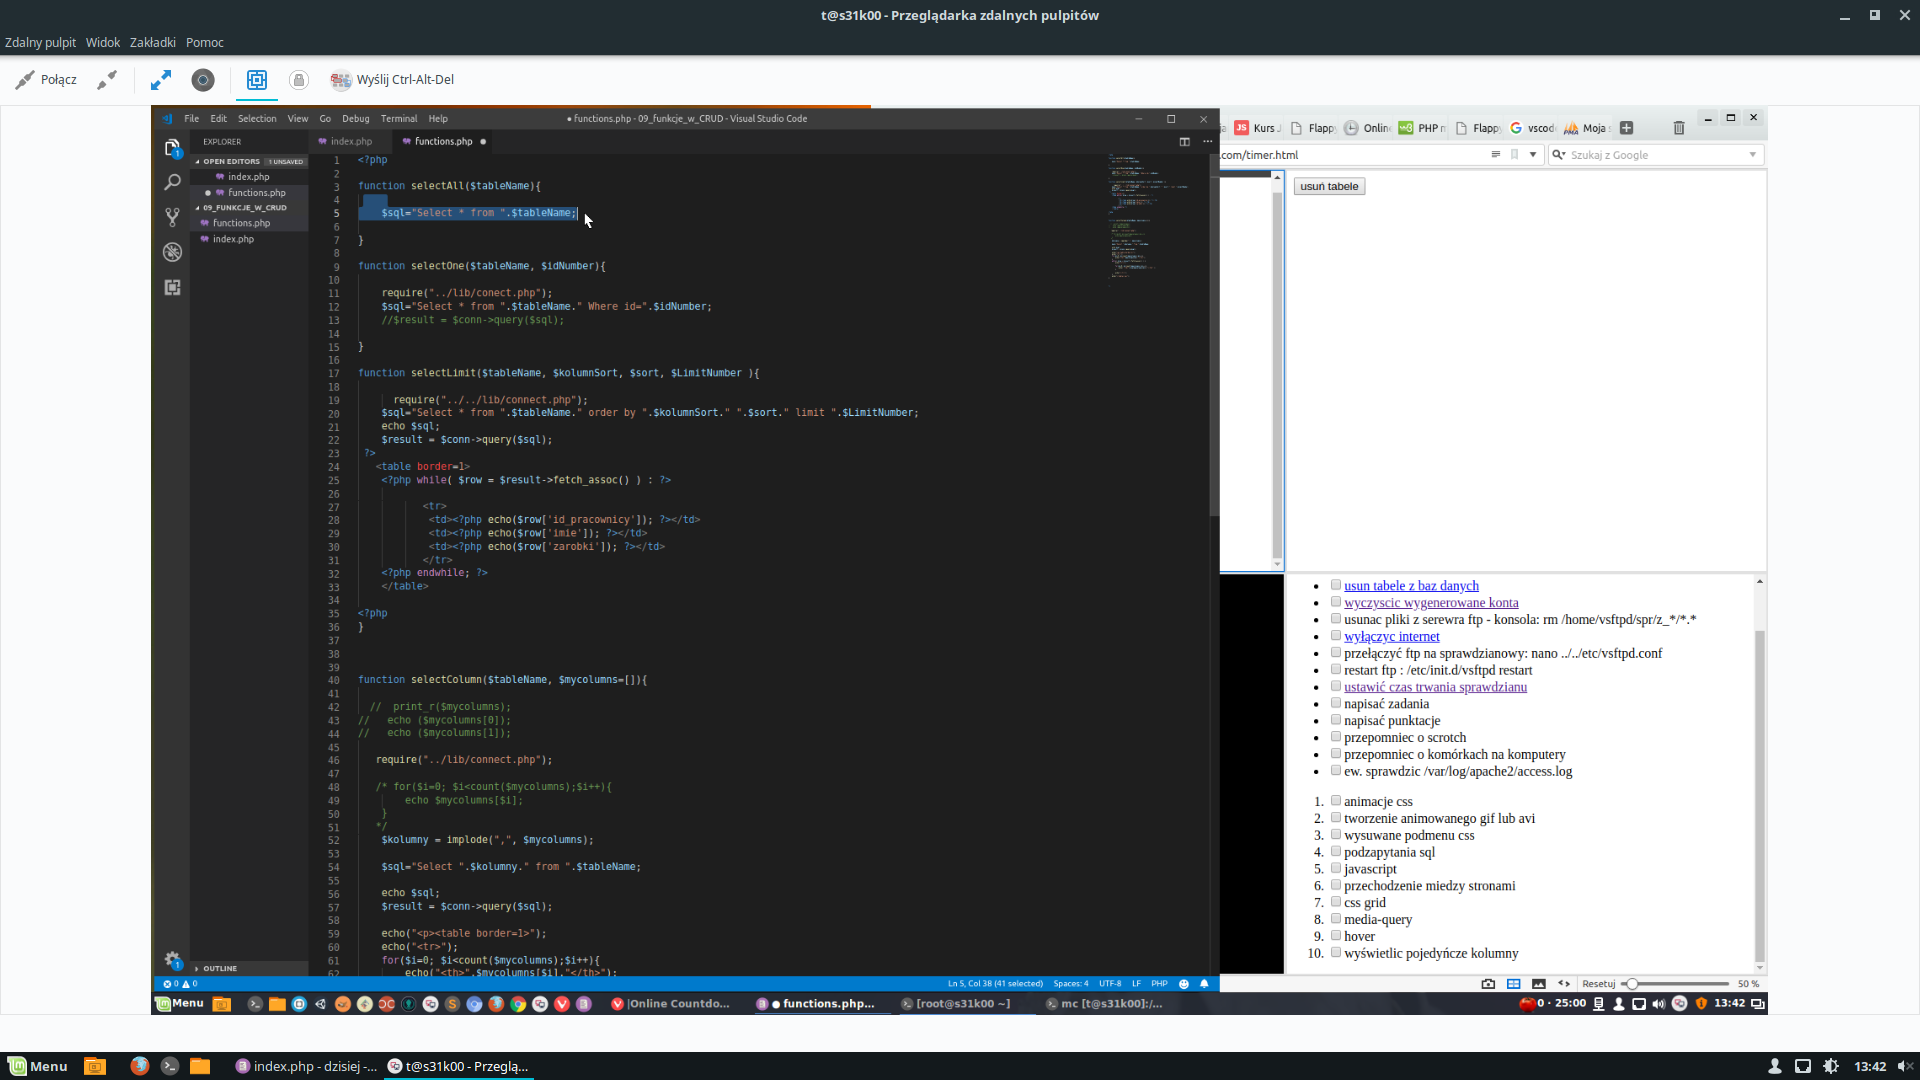 t@s31k00 - Przeglądarka zdalnych pulpitów
Zdalny pulpit Widok Zakładki Pomoc
Połącz Wyślij Ctrl-Alt-Del
File Edit Selection View Go Debug Terminal Help
● functions.php - 09_funkcje_w_CRUD - Visual Studio Code
EXPLORER
OPEN EDITORS 1 UNSAVED
index.php
functions.php
09_FUNKCJE_W_CRUD
functions.php
index.php
OUTLINE
index.php functions.php
1 <?php
2
3 function selectAll($tableName){
4
5 $sql="Select * from ".$tableName;
6
7 }
8
9 function selectOne($tableName, $idNumber){
10
11 require("../lib/conect.php");
12 $sql="Select * from ".$tableName." Where id=".$idNumber;
13 //$result = $conn->query($sql);
14
15 }
16
17 function selectLimit($tableName, $kolumnSort, $sort, $LimitNumber ){
18
19 require("../../lib/connect.php");
20 $sql="Select * from ".$tableName." order by ".$kolumnSort." ".$sort." limit ".$LimitNumber;
21 echo $sql;
22 $result = $conn->query($sql);
23 ?>
24 <table border=1>
25 <?php while( $row = $result->fetch_assoc() ) : ?>
26
27 <tr>
28 <td><?php echo($row['id_pracownicy']); ?></td>
29 <td><?php echo($row['imie']); ?></td>
30 <td><?php echo($row['zarobki']); ?></td>
31 </tr>
32 <?php endwhile; ?>
33 </table>
34
35 <?php
36 }
37
38
39
40 function selectColumn($tableName, $mycolumns=[]){
41
42 // print_r($mycolumns);
43 // echo ($mycolumns[0]);
44 // echo ($mycolumns[1]);
45
46 require("../lib/connect.php");
47
48 /* for($i=0; $i<count($mycolumns);$i++){
49 echo $mycolumns[$i];
50 }
51 */
52 $kolumny = implode(",", $mycolumns);
53
54 $sql="Select ".$kolumny." from ".$tableName;
55
56 echo $sql;
57 $result = $conn->query($sql);
58
59 echo("<p><table border=1>");
60 echo("<tr>");
61 for($i=0; $i<count($mycolumns);$i++){
62 echo("<th>".$mycolumns[$i]."</th>");
0 0 Ln 5, Col 38 (41 selected) Spaces: 4 UTF-8 LF PHP
Kurs J Flappy Onlin PHP n Flappy vscod Moja
.com/timer.html Szukaj z Google
usuń tabele
usun tabele z baz danych
wyczyscic wygenerowane konta
usunac pliki z serewra ftp - konsola: rm /home/vsftpd/spr/z_*/*.*
wyłączyc internet
przełączyć ftp na sprawdzianowy: nano ../../etc/vsftpd.conf
restart ftp : /etc/init.d/vsftpd restart
ustawić czas trwania sprawdzianu
napisać zadania
napisać punktacje
przepomniec o scrotch
przepomniec o komórkach na komputery
ew. sprawdzic /var/log/apache2/access.log
1. animacje css
2. tworzenie animowanego gif lub avi
3. wysuwane podmenu css
4. podzapytania sql
5. javascript
6. przechodzenie miedzy stronami
7. css grid
8. media-query
9. hover
10. wyświetlic pojedyńcze kolumny
Resetuj 50 %
Menu |Online Countdo... ● functions.php... [root@s31k00 ~] mc [t@s31k00]:/... 0 · 25:00 13:42
Menu index.php - dzisiej -... t@s31k00 - Przeglą... 13:42